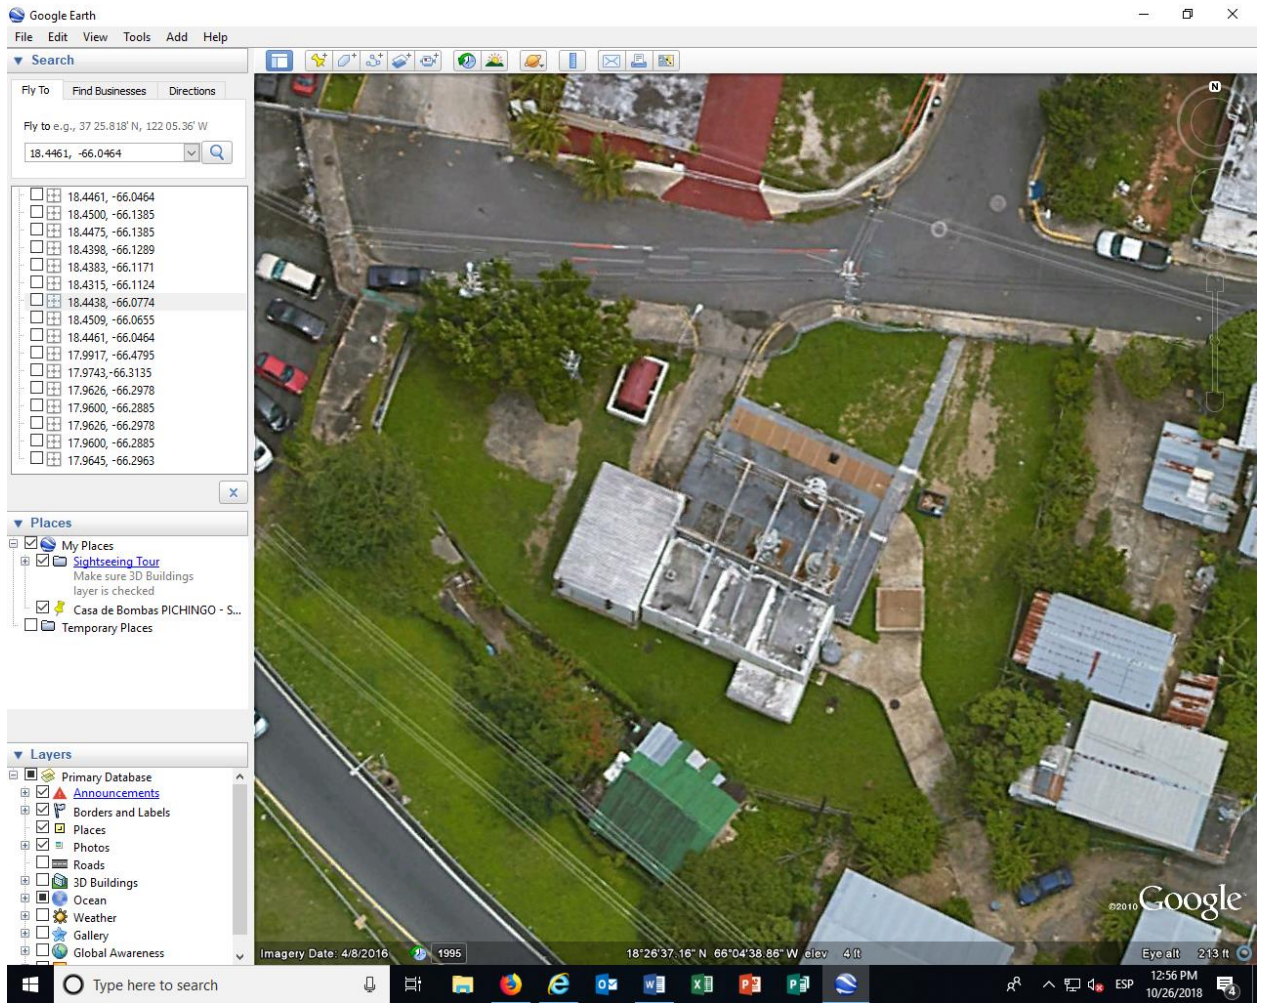 Google Earth
File Edit View Tools Add Help
Search
Fly To Find Businesses Directions
Fly to e.g., 37 25.818' N, 122 05.36' W
18.4461, -66.0464
18.4461, -66.0464
18.4500, -66.1385
18.4475, -66.1385
18.4398, -66.1289
18.4383, -66.1171
18.4315, -66.1124
18.4438, -66.0774
18.4509, -66.0655
18.4461, -66.0464
17.9917, -66.4795
17.9743,-66.3135
17.9626, -66.2978
17.9600, -66.2885
17.9626, -66.2978
17.9600, -66.2885
17.9645, -66.2963
Places
My Places
Sightseeing Tour
Make sure 3D Buildings
layer is checked
Casa de Bombas PICHINGO - S...
Temporary Places
Layers
Primary Database
Announcements
Borders and Labels
Places
Photos
Roads
3D Buildings
Ocean
Weather
Gallery
Global Awareness
N
©2010 Google
Imagery Date: 4/8/2016 1995 18°26'37.16" N 66°04'38.86" W elev 4 ft Eye alt 213 ft
Type here to search
ESP
12:56 PM
10/26/2018
4